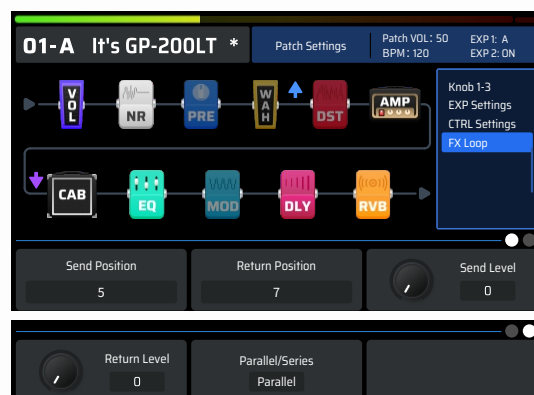 01-A It's GP-200LT *
Patch Settings
Patch VOL: 50
BPM: 120
EXP 1: A
EXP 2: ON
VOL
NR
PRE
WAH
DST
AMP
Knob 1-3
EXP Settings
CTRL Settings
FX Loop
CAB
EQ
MOD
DLY
RVB
Send Position
5
Return Position
7
Send Level
0
Return Level
0
Parallel/Series
Parallel